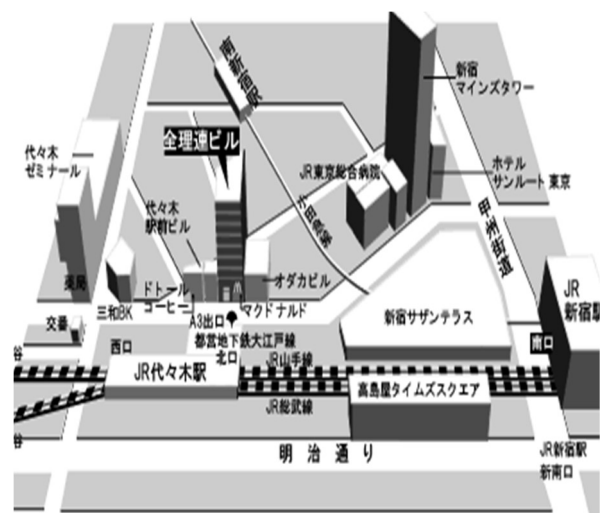 南新宿駅
新宿
マインズタワー
全理連ビル
代々木
ゼミナール
JR東京総合病院
ホテル
サンルート東京
代々木
駅前ビル
小田急線
甲州街道
薬局
オダカビル
JR
新宿駅
三和BK
ドトール
コーヒー
マクドナルド
新宿サザンテラス
交番
A3出口
都営地下鉄大江戸線
西口
北口
南口
谷
JR山手線
JR代々木駅
高島屋タイムズスクエア
JR総武線
谷
明治通り
JR新宿駅
新南口